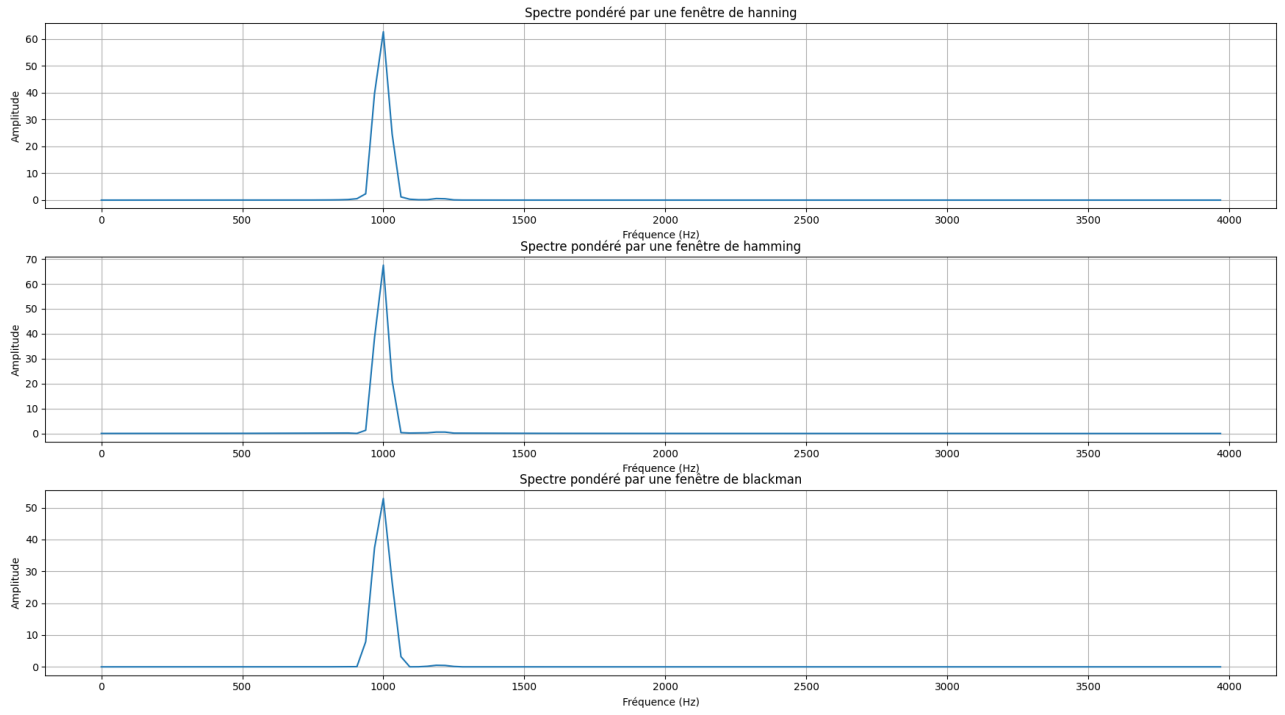 Spectre pondéré par une fenêtre de hanning
60
50
40
30
20
10
0
Amplitude
0 500 1000 1500 2000 2500 3000 3500 4000
Fréquence (Hz)
Spectre pondéré par une fenêtre de hamming
70
60
50
40
30
20
10
0
Amplitude
0 500 1000 1500 2000 2500 3000 3500 4000
Fréquence (Hz)
Spectre pondéré par une fenêtre de blackman
50
40
30
20
10
0
Amplitude
0 500 1000 1500 2000 2500 3000 3500 4000
Fréquence (Hz)